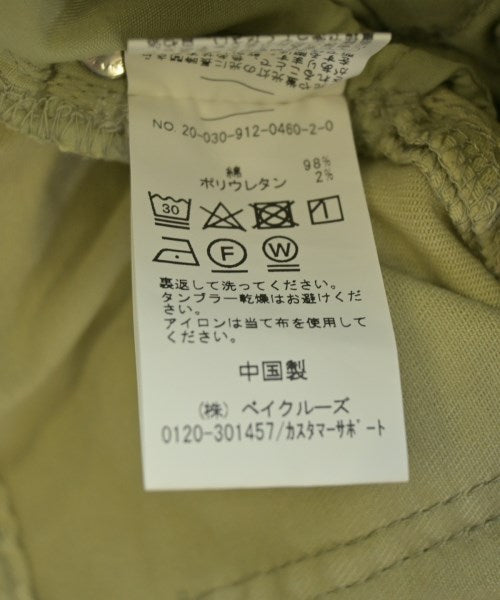 NO 20-030-912-0460-2-0
綿 98%
ポリウレタン 2%
30
F W
裏返して洗ってください。
タンブラー乾燥はお避けくだ
さい。
アイロンは当て布を使用して
ください。
中国製
(株) ベイクルーズ
0120-301457/カスタマーサポート